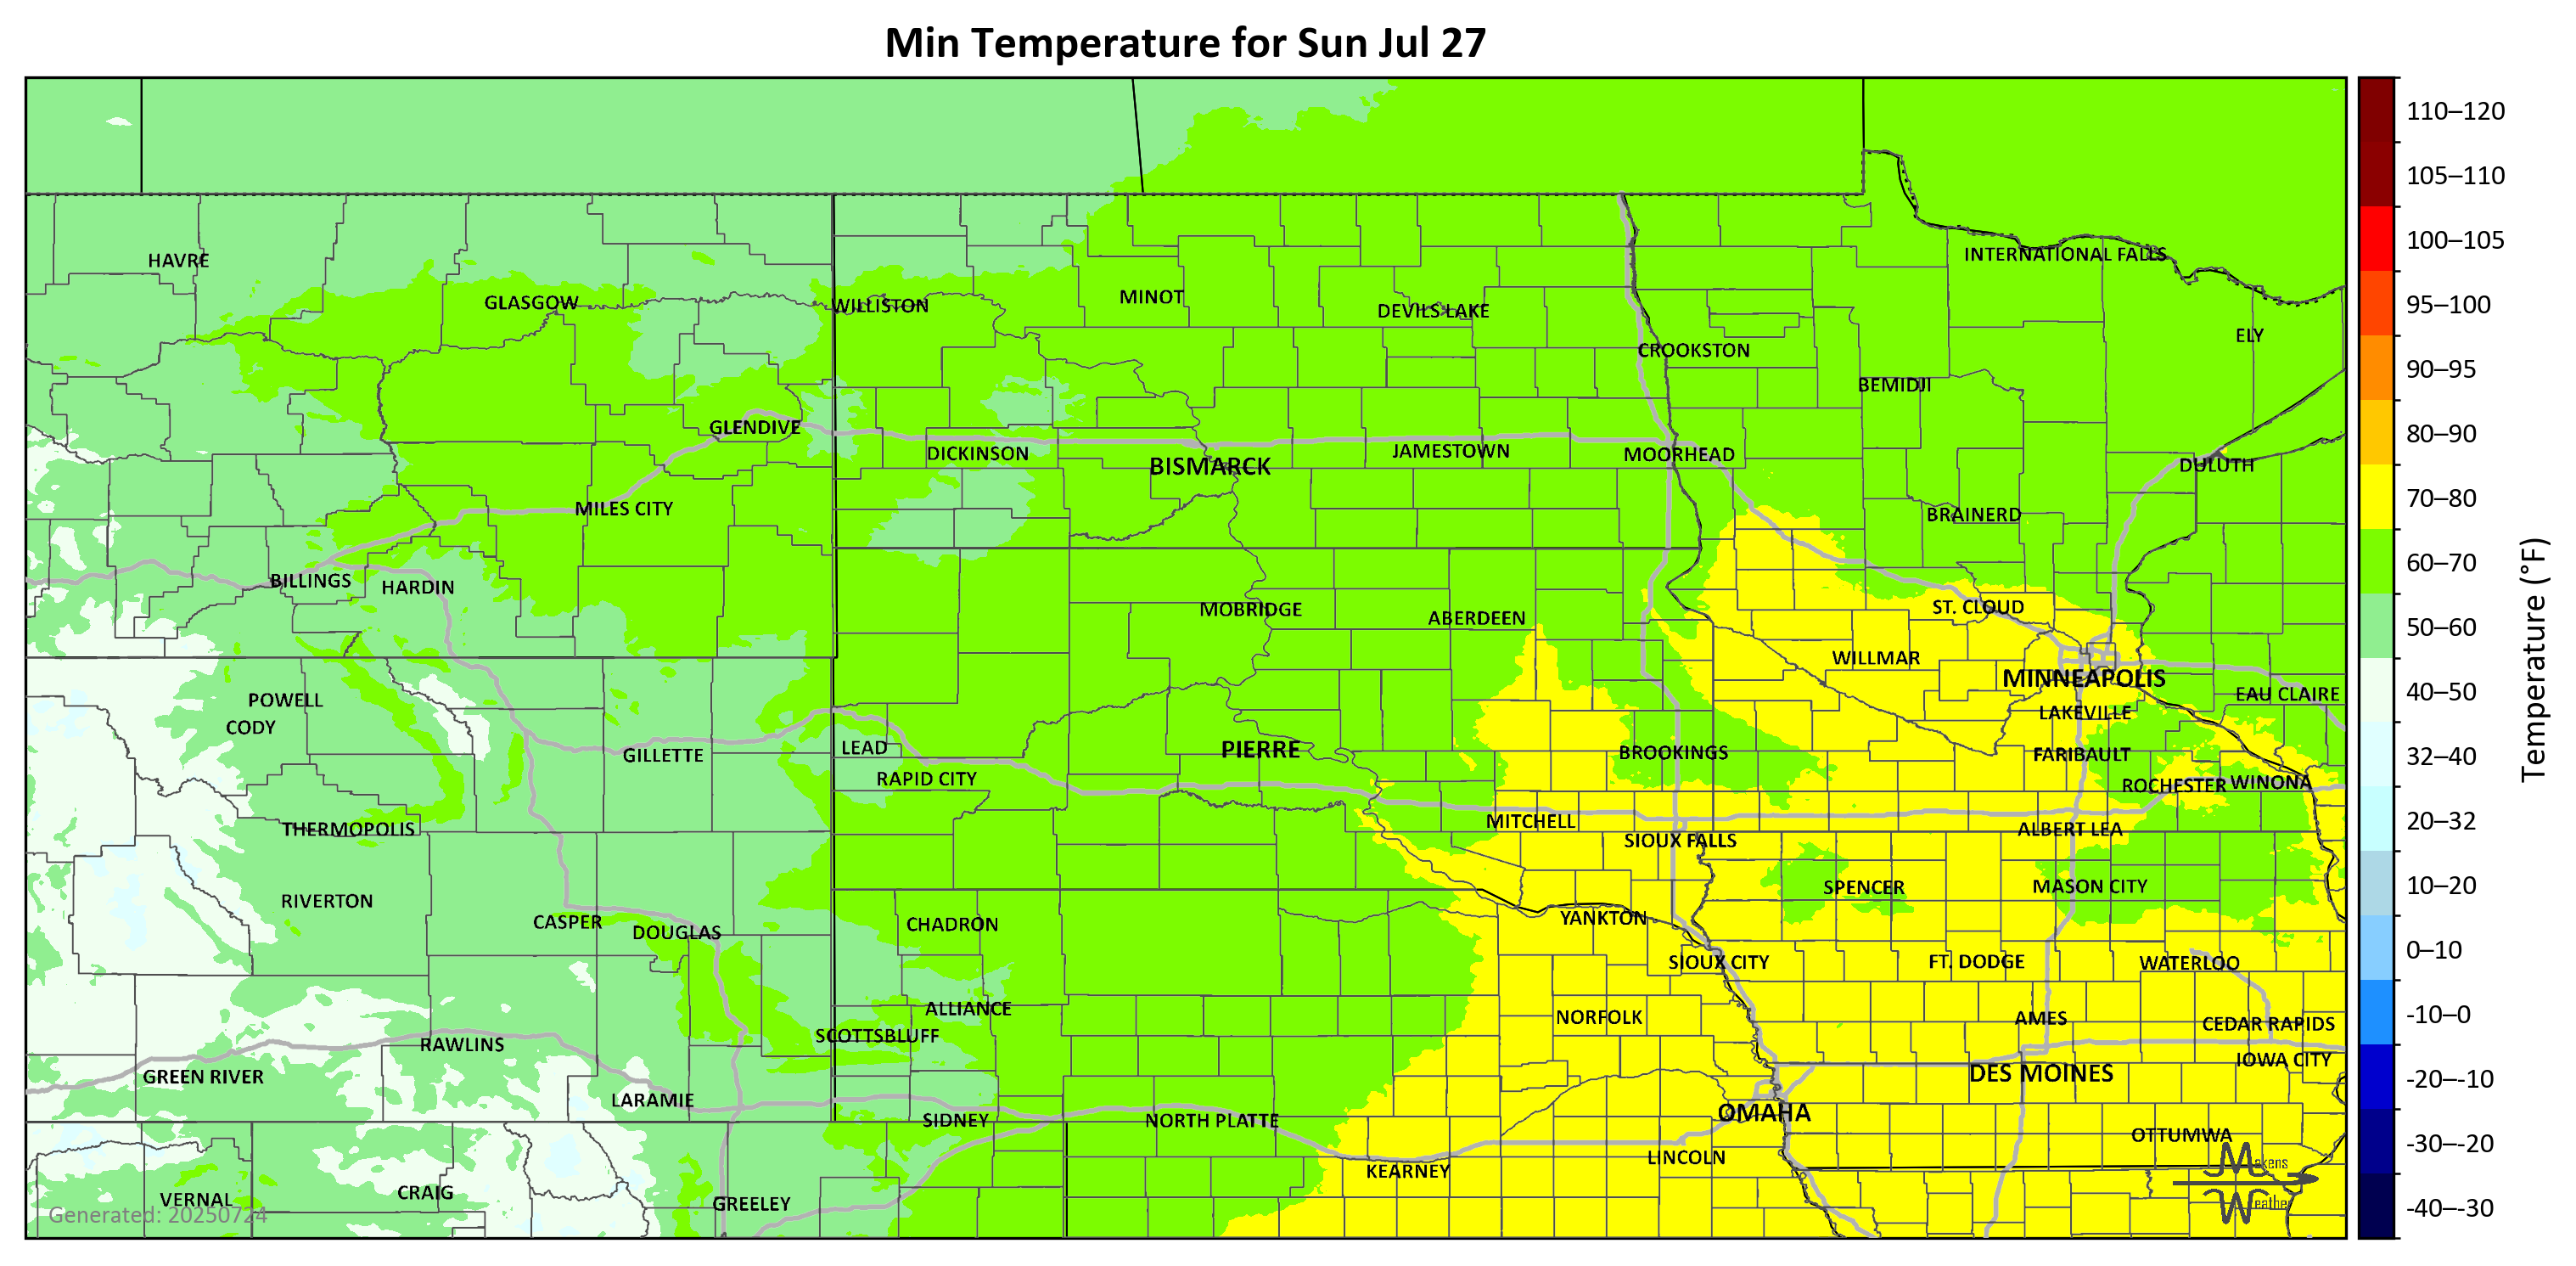 Min Temperature for Sun Jul 27
110–120
105–110
100–105
95–100
90–95
80–90
70–80
60–70
50–60
40–50
32–40
20–32
10–20
0–10
-10–0
-20–-10
-30–-20
-40–-30
Temperature (°F)
HAVRE
GLASGOW
WILLISTON
MINOT
DEVILS LAKE
INTERNATIONAL FALLS
ELY
CROOKSTON
BEMIDJI
GLENDIVE
DICKINSON
BISMARCK
JAMESTOWN
MOORHEAD
DULUTH
MILES CITY
BRAINERD
BILLINGS
HARDIN
MOBRIDGE
ABERDEEN
ST. CLOUD
WILLMAR
MINNEAPOLIS
EAU CLAIRE
POWELL
CODY
LAKEVILLE
GILLETTE
LEAD
PIERRE
BROOKINGS
FARIBAULT
RAPID CITY
ROCHESTER
WINONA
THERMOPOLIS
MITCHELL
SIOUX FALLS
ALBERT LEA
RIVERTON
SPENCER
MASON CITY
CASPER
DOUGLAS
CHADRON
YANKTON
SIOUX CITY
FT. DODGE
WATERLOO
ALLIANCE
NORFOLK
AMES
CEDAR RAPIDS
SCOTTSBLUFF
RAWLINS
IOWA CITY
GREEN RIVER
DES MOINES
LARAMIE
OMAHA
SIDNEY
NORTH PLATTE
OTTUMWA
LINCOLN
KEARNEY
VERNAL
CRAIG
GREELEY
Makens
Weather
Generated: 20250724